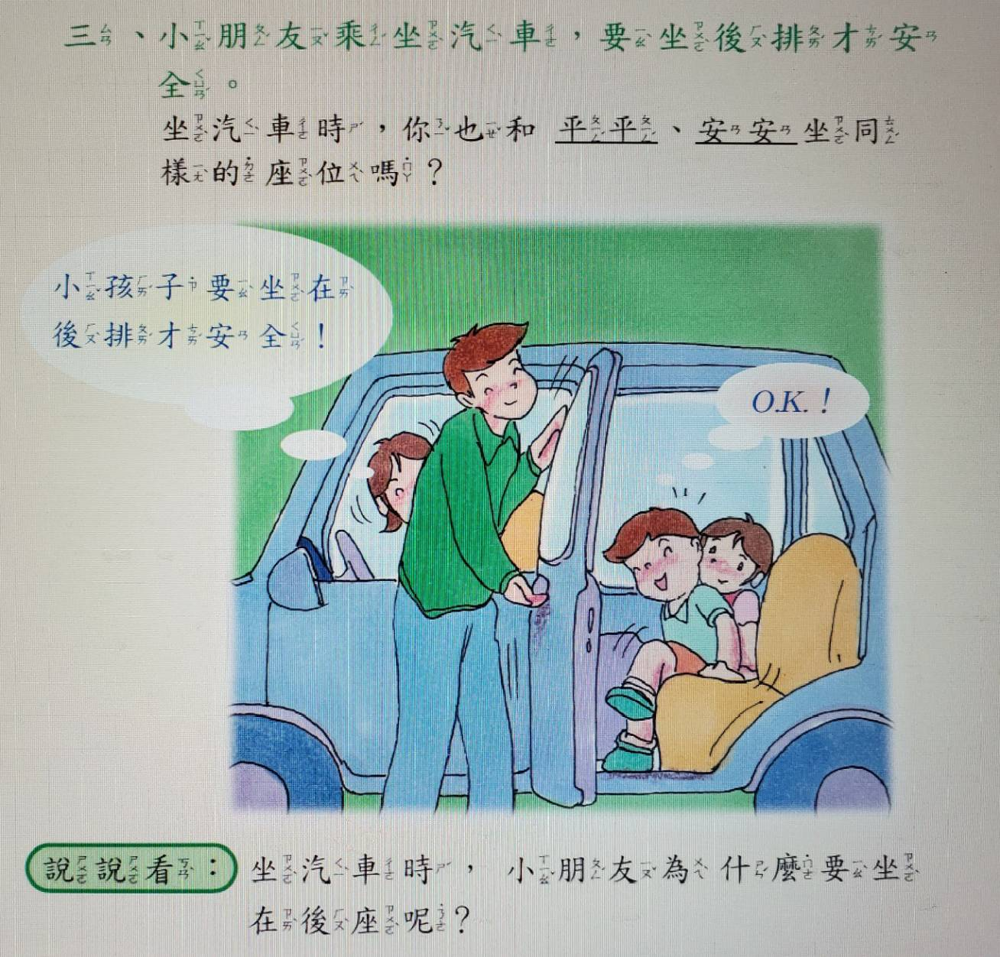 三、小朋友乘坐汽車，要坐後排才安
全。
坐汽車時，你也和平平、安安坐同
樣的座位嗎？
小孩子要坐在
後排才安全！
O.K.！
說說看：坐汽車時，小朋友為什麼要坐
在後座呢？